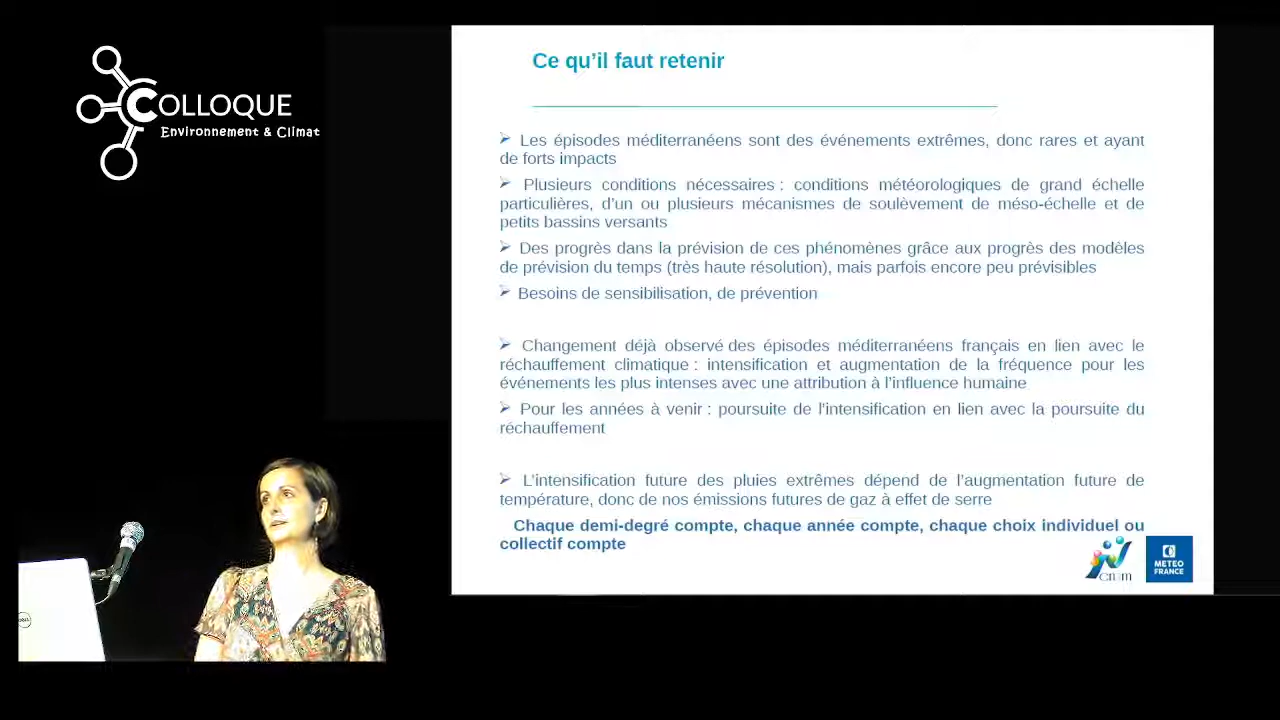 COLLOQUE
Environnement & Climat
Ce qu'il faut retenir
➢ Les épisodes méditerranéens sont des événements extrêmes, donc rares et ayant
de forts impacts
➢ Plusieurs conditions nécessaires : conditions météorologiques de grand échelle
particulières, d'un ou plusieurs mécanismes de soulèvement de méso-échelle et de
petits bassins versants
➢ Des progrès dans la prévision de ces phénomènes grâce aux progrès des modèles
de prévision du temps (très haute résolution), mais parfois encore peu prévisibles
➢ Besoins de sensibilisation, de prévention
➢ Changement déjà observé des épisodes méditerranéens français en lien avec le
réchauffement climatique : intensification et augmentation de la fréquence pour les
événements les plus intenses avec une attribution à l'influence humaine
➢ Pour les années à venir : poursuite de l'intensification en lien avec la poursuite du
réchauffement
➢ L'intensification future des pluies extrêmes dépend de l'augmentation future de
température, donc de nos émissions futures de gaz à effet de serre
Chaque demi-degré compte, chaque année compte, chaque choix individuel ou
collectif compte
cnrm
METEO
FRANCE
DELL